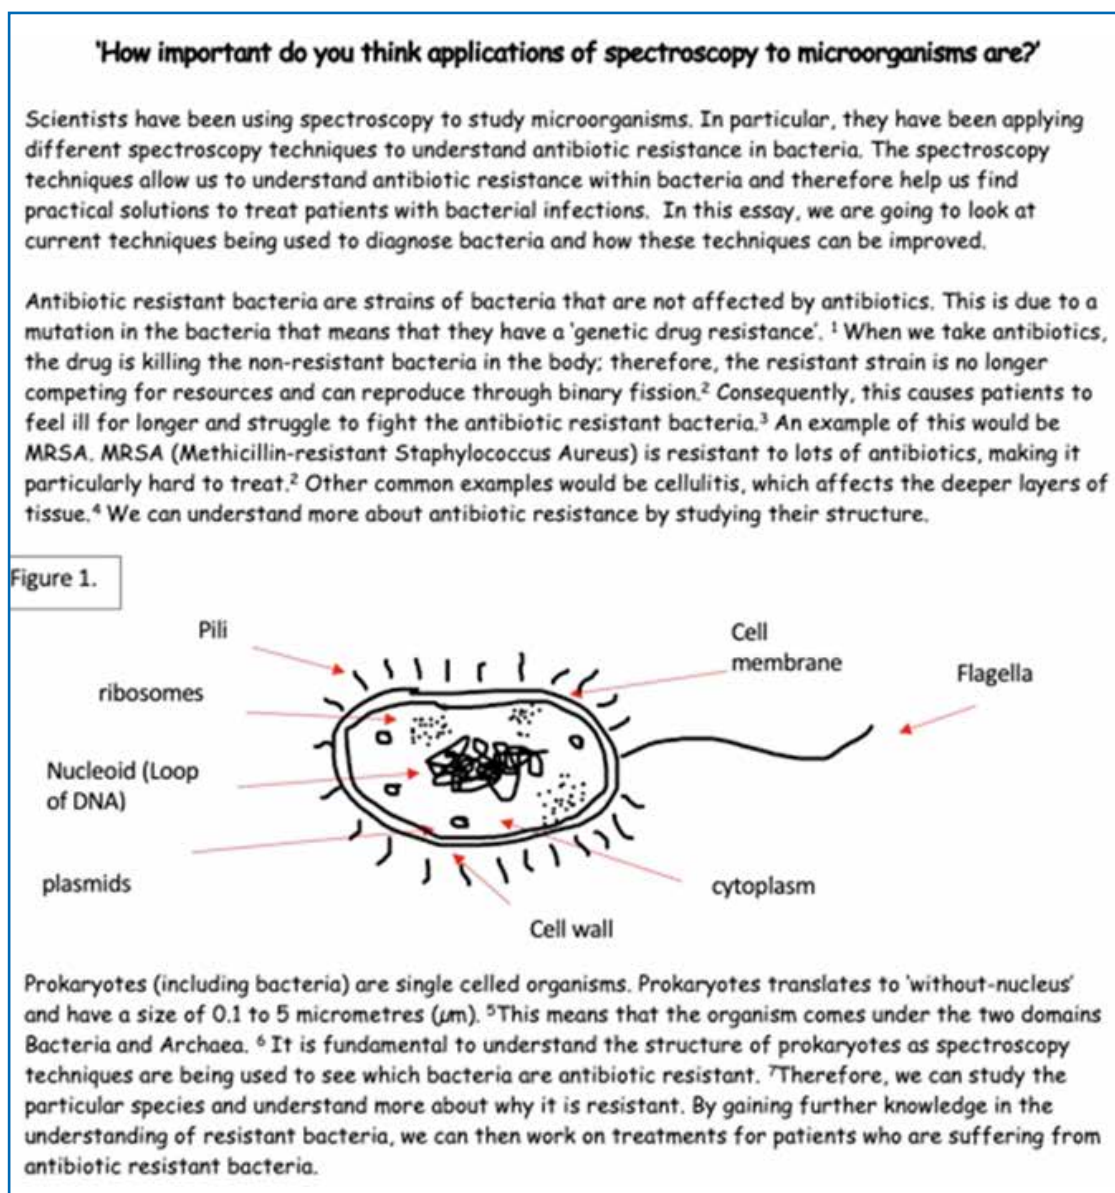 'How important do you think applications of spectroscopy to microorganisms are?'
Scientists have been using spectroscopy to study microorganisms. In particular, they have been applying
different spectroscopy techniques to understand antibiotic resistance in bacteria. The spectroscopy
techniques allow us to understand antibiotic resistance within bacteria and therefore help us find
practical solutions to treat patients with bacterial infections. In this essay, we are going to look at
current techniques being used to diagnose bacteria and how these techniques can be improved.
Antibiotic resistant bacteria are strains of bacteria that are not affected by antibiotics. This is due to a
mutation in the bacteria that means that they have a 'genetic drug resistance'. ¹ When we take antibiotics,
the drug is killing the non-resistant bacteria in the body; therefore, the resistant strain is no longer
competing for resources and can reproduce through binary fission.² Consequently, this causes patients to
feel ill for longer and struggle to fight the antibiotic resistant bacteria.³ An example of this would be
MRSA. MRSA (Methicillin-resistant Staphylococcus Aureus) is resistant to lots of antibiotics, making it
particularly hard to treat.² Other common examples would be cellulitis, which affects the deeper layers of
tissue.⁴ We can understand more about antibiotic resistance by studying their structure.
Figure 1.
Pili
Cell
membrane
Flagella
ribosomes
Nucleoid (Loop
of DNA)
plasmids
cytoplasm
Cell wall
Prokaryotes (including bacteria) are single celled organisms. Prokaryotes translates to 'without-nucleus'
and have a size of 0.1 to 5 micrometres (μm). ⁵This means that the organism comes under the two domains
Bacteria and Archaea. ⁶ It is fundamental to understand the structure of prokaryotes as spectroscopy
techniques are being used to see which bacteria are antibiotic resistant. ⁷Therefore, we can study the
particular species and understand more about why it is resistant. By gaining further knowledge in the
understanding of resistant bacteria, we can then work on treatments for patients who are suffering from
antibiotic resistant bacteria.